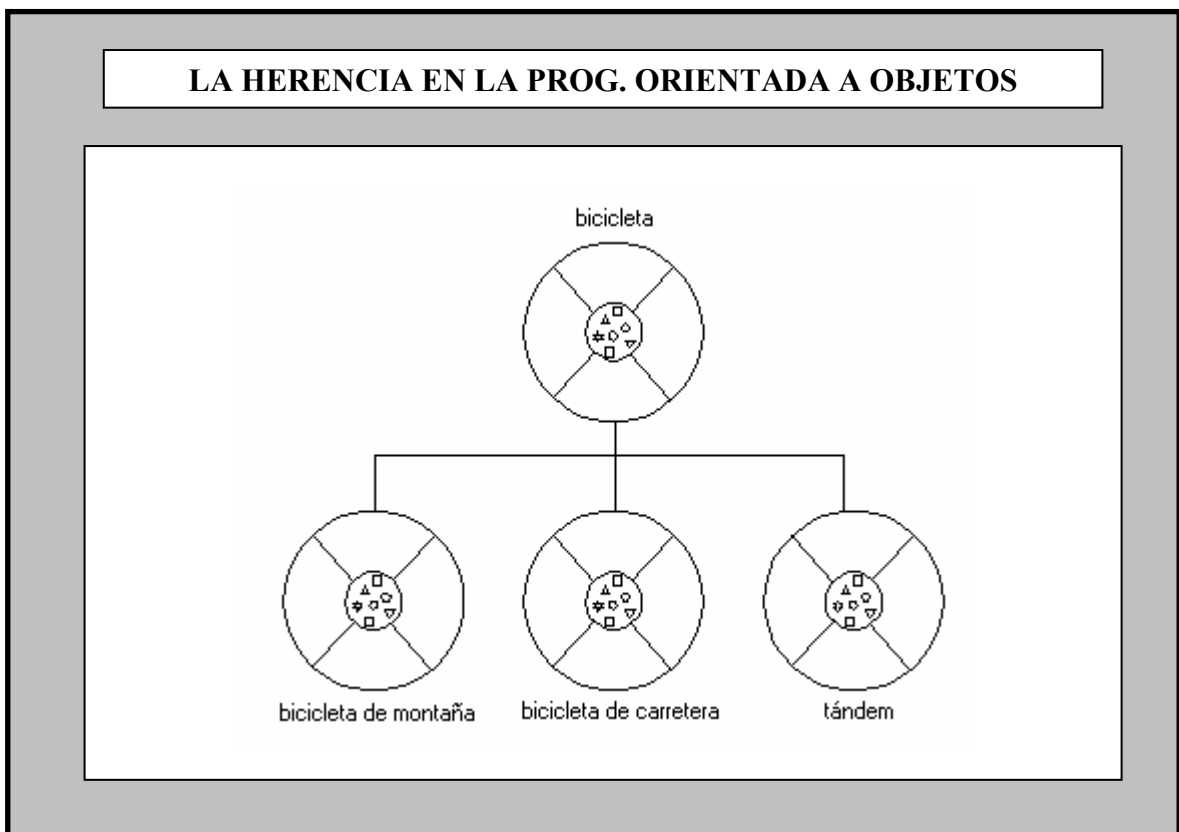 LA HERENCIA EN LA PROG. ORIENTADA A OBJETOS
bicicleta
bicicleta de montaña
bicicleta de carretera
tándem